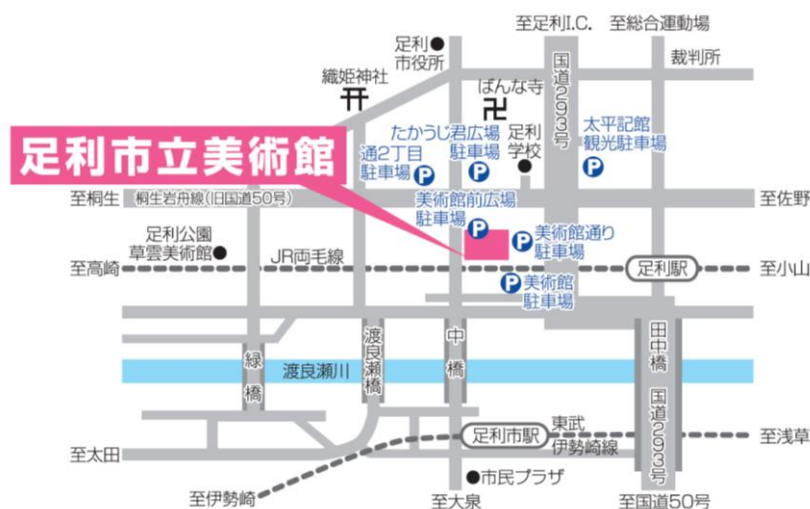 至足利I.C.
至総合運動場
足利
市役所
国道293号
裁判所
織姫神社
ばんな寺
たかうじ君広場
駐車場
足利
学校
太平記館
観光駐車場
足利市立美術館
通2丁目
駐車場
P
P
P
至桐生
桐生岩舟線(旧国道50号)
美術館前広場
駐車場
至佐野
P
P
美術館通り
駐車場
足利公園
草雲美術館
JR両毛線
至高崎
足利駅
至小山
P
美術館
駐車場
緑橋
渡良瀬橋
中橋
田中橋
渡良瀬川
国道293号
足利市駅
東武
伊勢崎線
至浅草
至太田
市民プラザ
至伊勢崎
至大泉
至国道50号